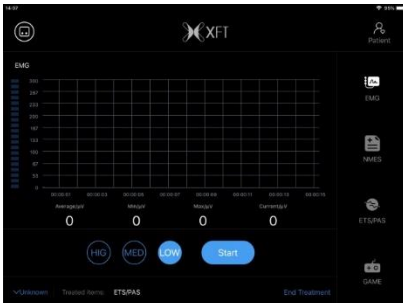 14:57
95%
XFT
Patient
EMG
300
267
233
200
167
133
100
67
33
0
00:00:01 00:00:03 00:00:05 00:00:07 00:00:09 00:00:11 00:00:13 00:00:15
Average/μV Min/μV Max/μV Current/μV
0 0 0 0
HIG MED LOW Start
EMG
NMES
ETS/PAS
GAME
Unknown Treated items: ETS/PAS End Treatment